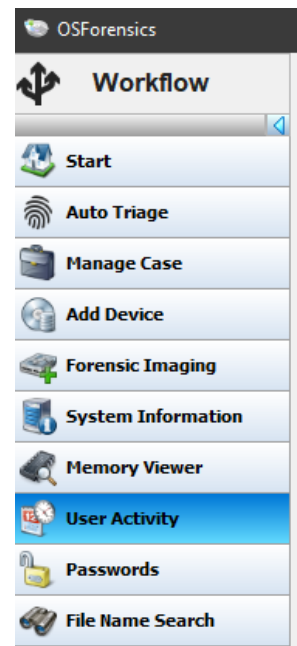 OSForensics
Workflow
Start
Auto Triage
Manage Case
Add Device
Forensic Imaging
System Information
Memory Viewer
User Activity
Passwords
File Name Search